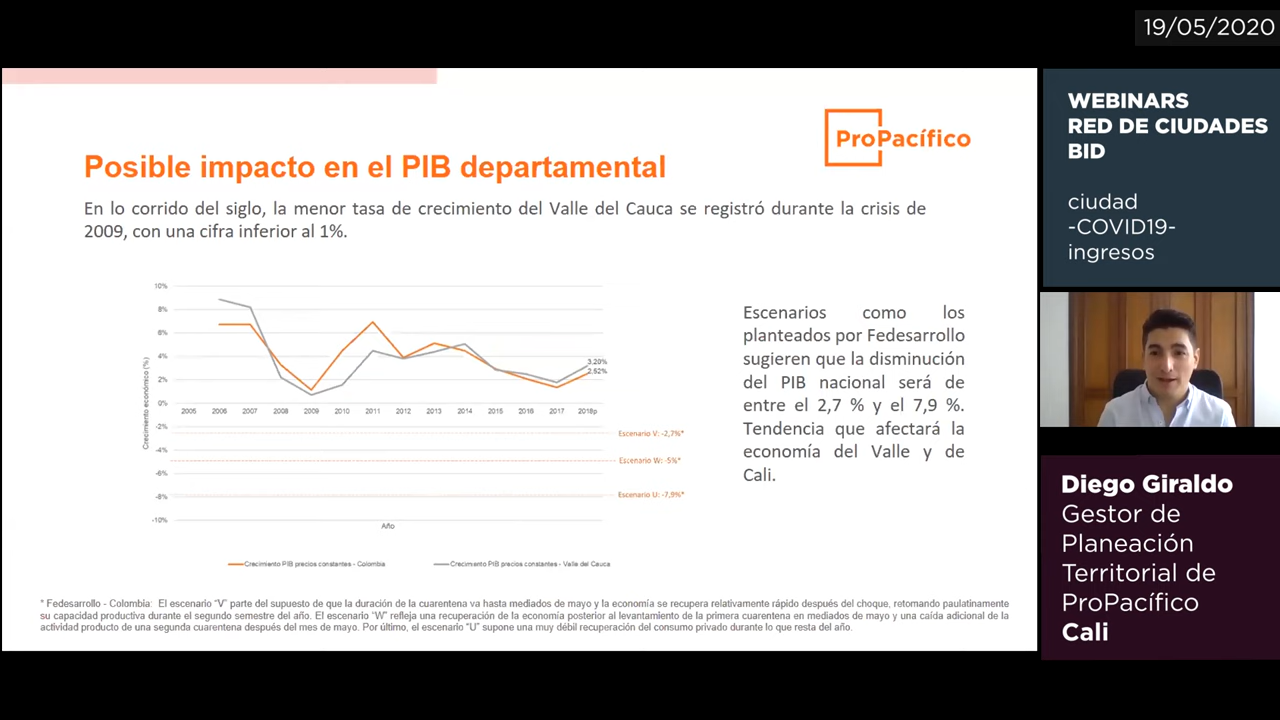 19/05/2020
WEBINARS
RED DE CIUDADES
BID
ciudad
-COVID19-
ingresos
ProPacífico
Posible impacto en el PIB departamental
En lo corrido del siglo, la menor tasa de crecimiento del Valle del Cauca se registró durante la crisis de
2009, con una cifra inferior al 1%.
10%
8%
6%
4%
2%
0%
-2%
-4%
-6%
-8%
-10%
Crecimiento económico (%)
2005 2006 2007 2008 2009 2010 2011 2012 2013 2014 2015 2016 2017 2018p
3.20%
2.52%
Escenario V: -2,7%*
Escenario W: -5%*
Escenario U: -7,9%*
Año
Crecimiento PIB precios constantes - Colombia
Crecimiento PIB precios constantes - Valle del Cauca
Escenarios como los
planteados por Fedesarrollo
sugieren que la disminución
del PIB nacional será de
entre el 2,7 % y el 7,9 %.
Tendencia que afectará la
economía del Valle y de
Cali.
* Fedesarrollo - Colombia: El escenario "V" parte del supuesto de que la duración de la cuarentena va hasta mediados de mayo y la economía se recupera relativamente rápido después del choque, retomando paulatinamente
su capacidad productiva durante el segundo semestre del año. El escenario "W" refleja una recuperación de la economía posterior al levantamiento de la primera cuarentena en mediados de mayo y una caída adicional de la
actividad producto de una segunda cuarentena después del mes de mayo. Por último, el escenario "U" supone una muy débil recuperación del consumo privado durante lo que resta del año.
Diego Giraldo
Gestor de
Planeación
Territorial de
ProPacífico
Cali